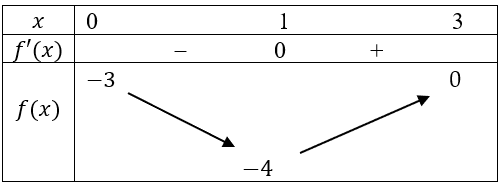 x 0 1 3
f′(x) − 0 +
−3 0
f(x)
−4